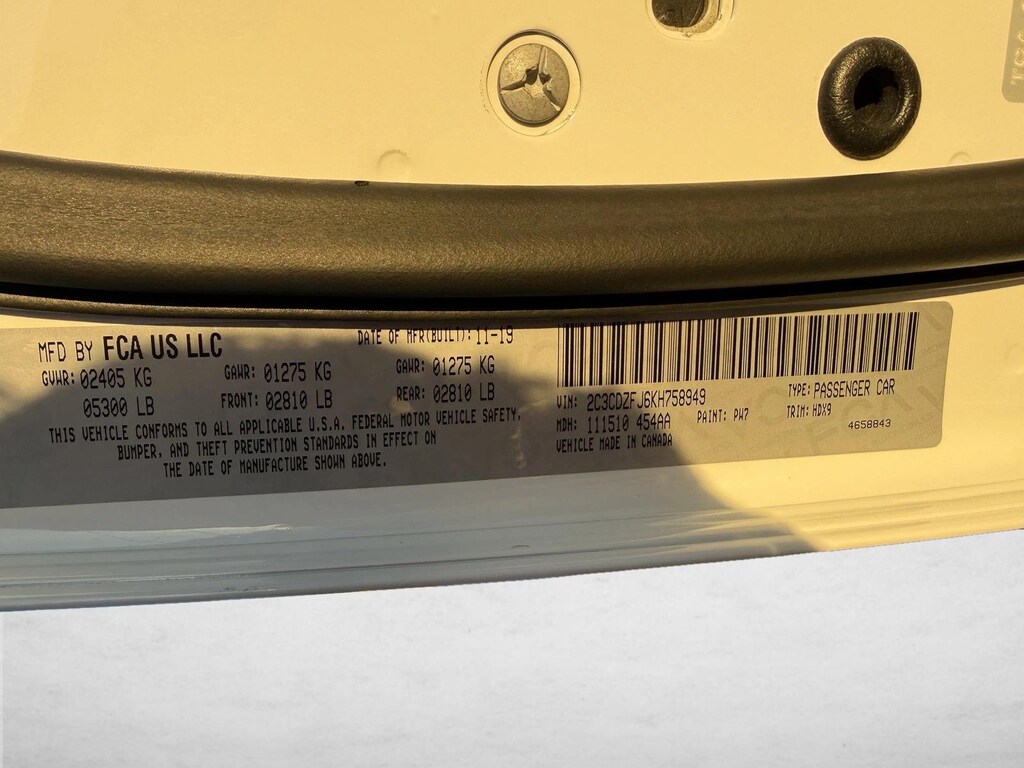 MFD BY FCA US LLC
DATE OF MFR(BUILT): 11-19
GVWR: 02405 KG
05300 LB
GAWR: 01275 KG
FRONT: 02810 LB
GAWR: 01275 KG
REAR: 02810 LB
THIS VEHICLE CONFORMS TO ALL APPLICABLE U.S.A. FEDERAL MOTOR VEHICLE SAFETY,
BUMPER, AND THEFT PREVENTION STANDARDS IN EFFECT ON
THE DATE OF MANUFACTURE SHOWN ABOVE.
VIN: 2C3CDZFJ6KH758949
TYPE: PASSENGER CAR
MDH: 111510 454AA
PAINT: PW7
TRIM: HDX9
VEHICLE MADE IN CANADA
4658843